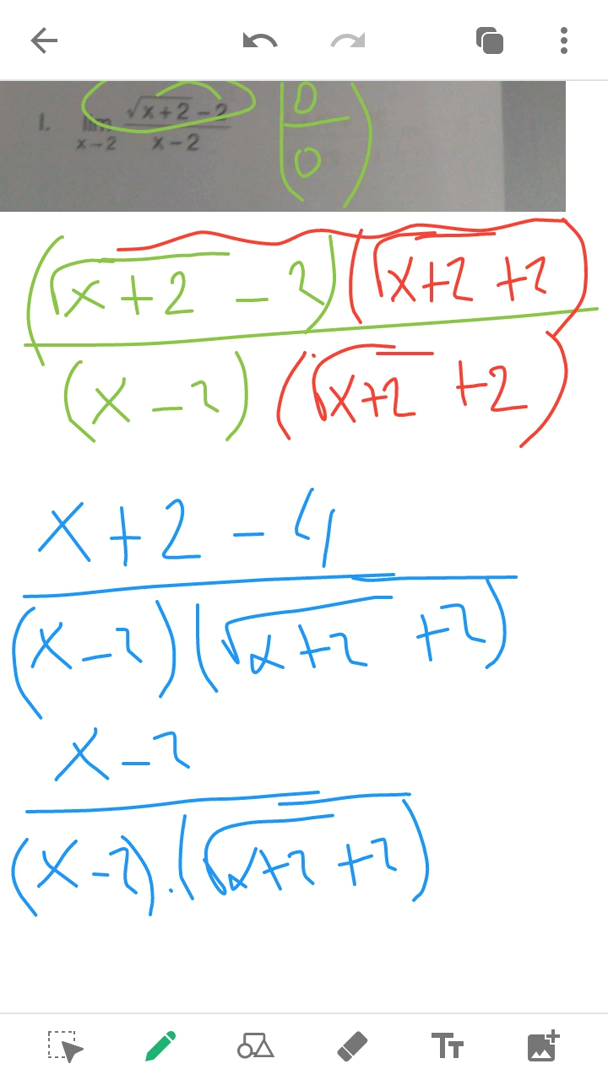 1. lim √x+2 - 2 0
x→2 x - 2 0
(√x+2 - 2)(√x+2 +2)
(x - 2) (√x+2 +2)
x + 2 - 4
(x - 2)(√x+2 +2)
x - 2
(x - 2).(√x+2 +2)
Tт